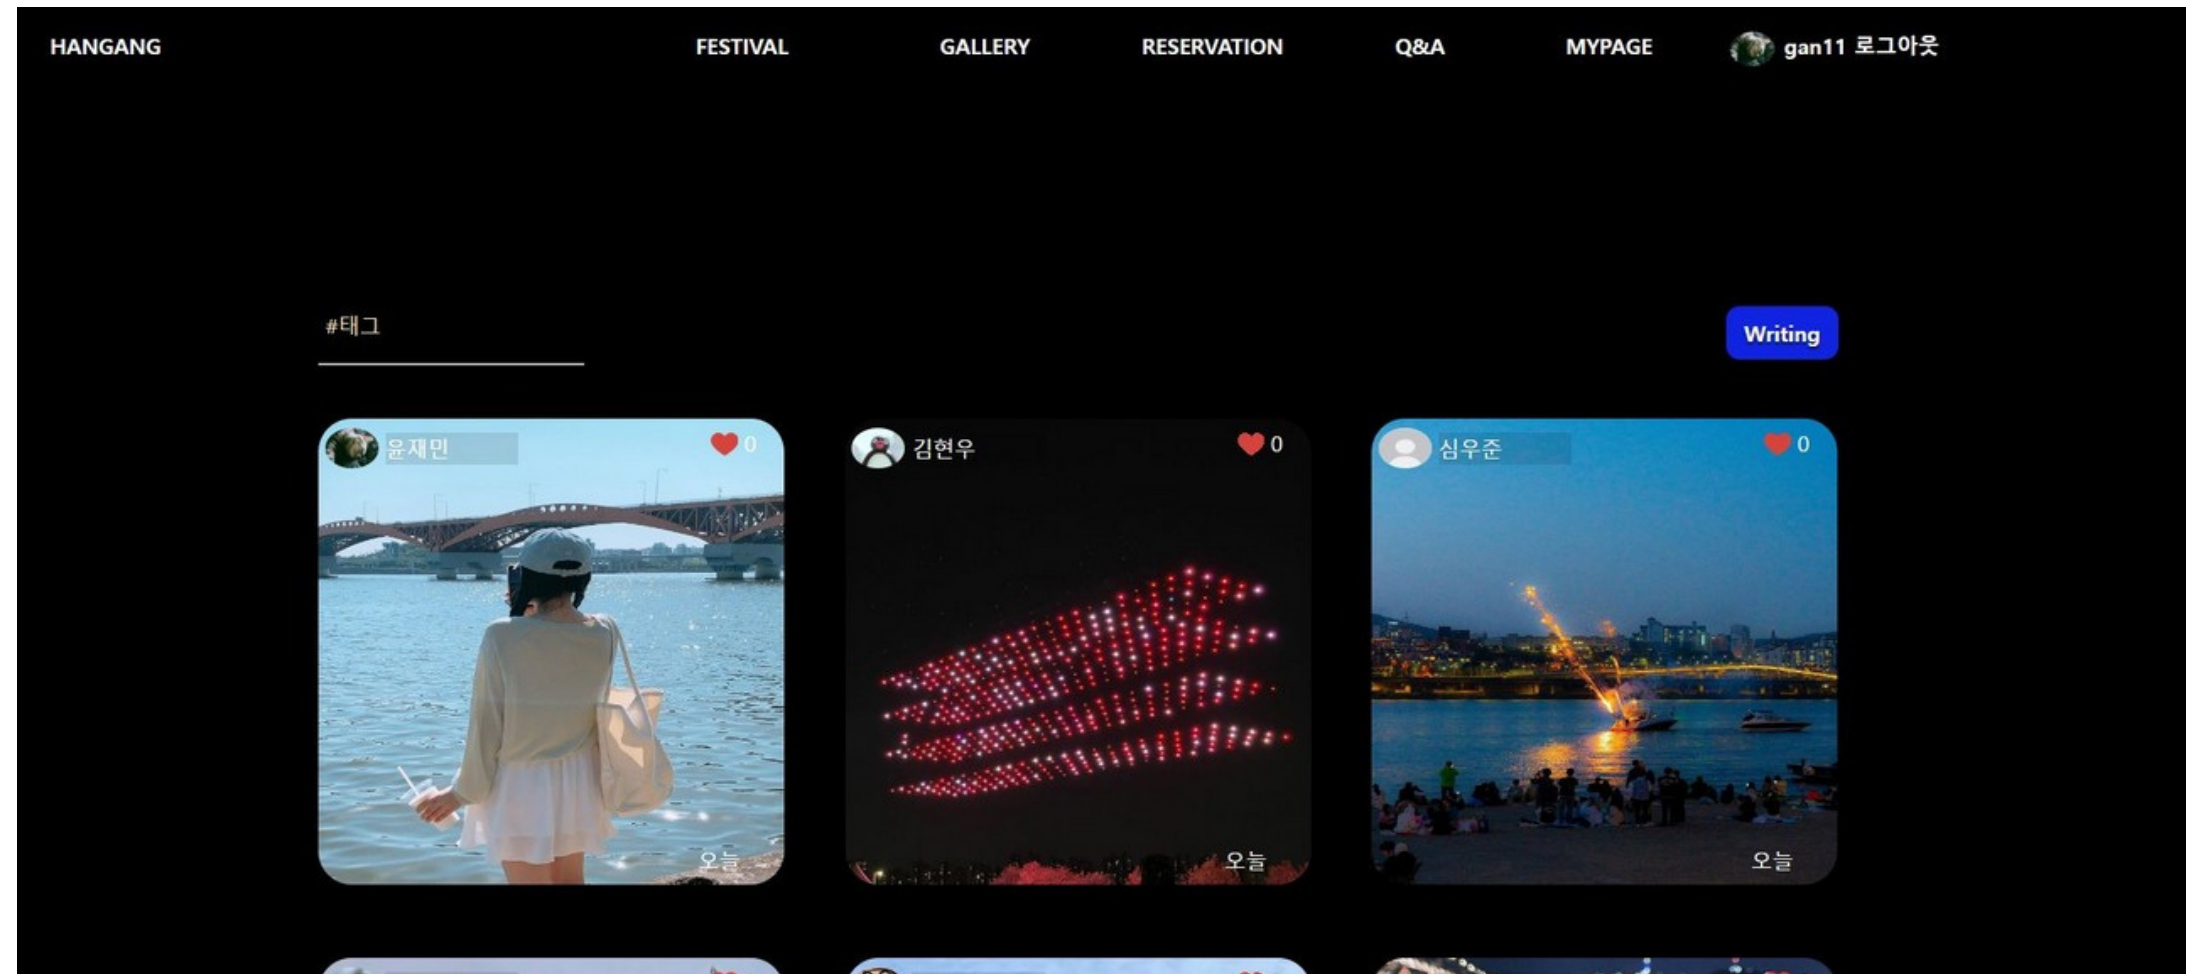 HANGANG FESTIVAL GALLERY RESERVATION Q&A MYPAGE gan11 로그아웃
#태그 Writing
윤재민 0 김현우 0 심우준 0
오늘 오늘 오늘